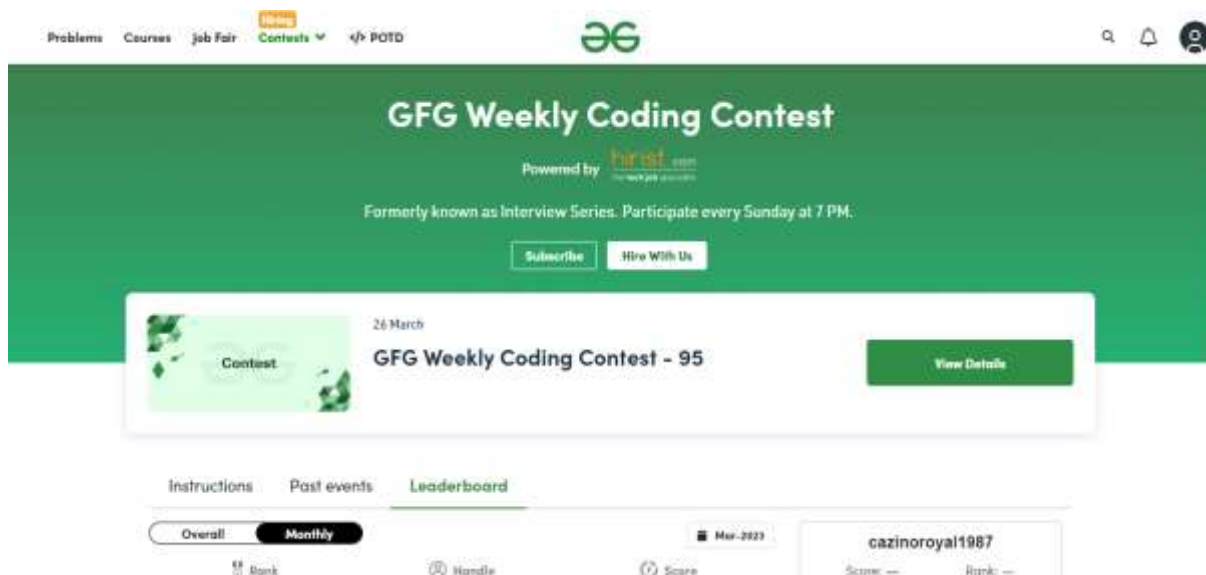 Hiring
Problems Courses Job Fair Contests </> POTD
GFG Weekly Coding Contest
Powered by hirist.com
Formerly known as Interview Series. Participate every Sunday at 7 PM.
Subscribe Hire With Us
26 March
Contest
GFG Weekly Coding Contest - 95
View Details
Instructions Past events Leaderboard
Overall Monthly Mar-2023
cazinoroyal1987
Rank Handle Score
Score: — Rank: —